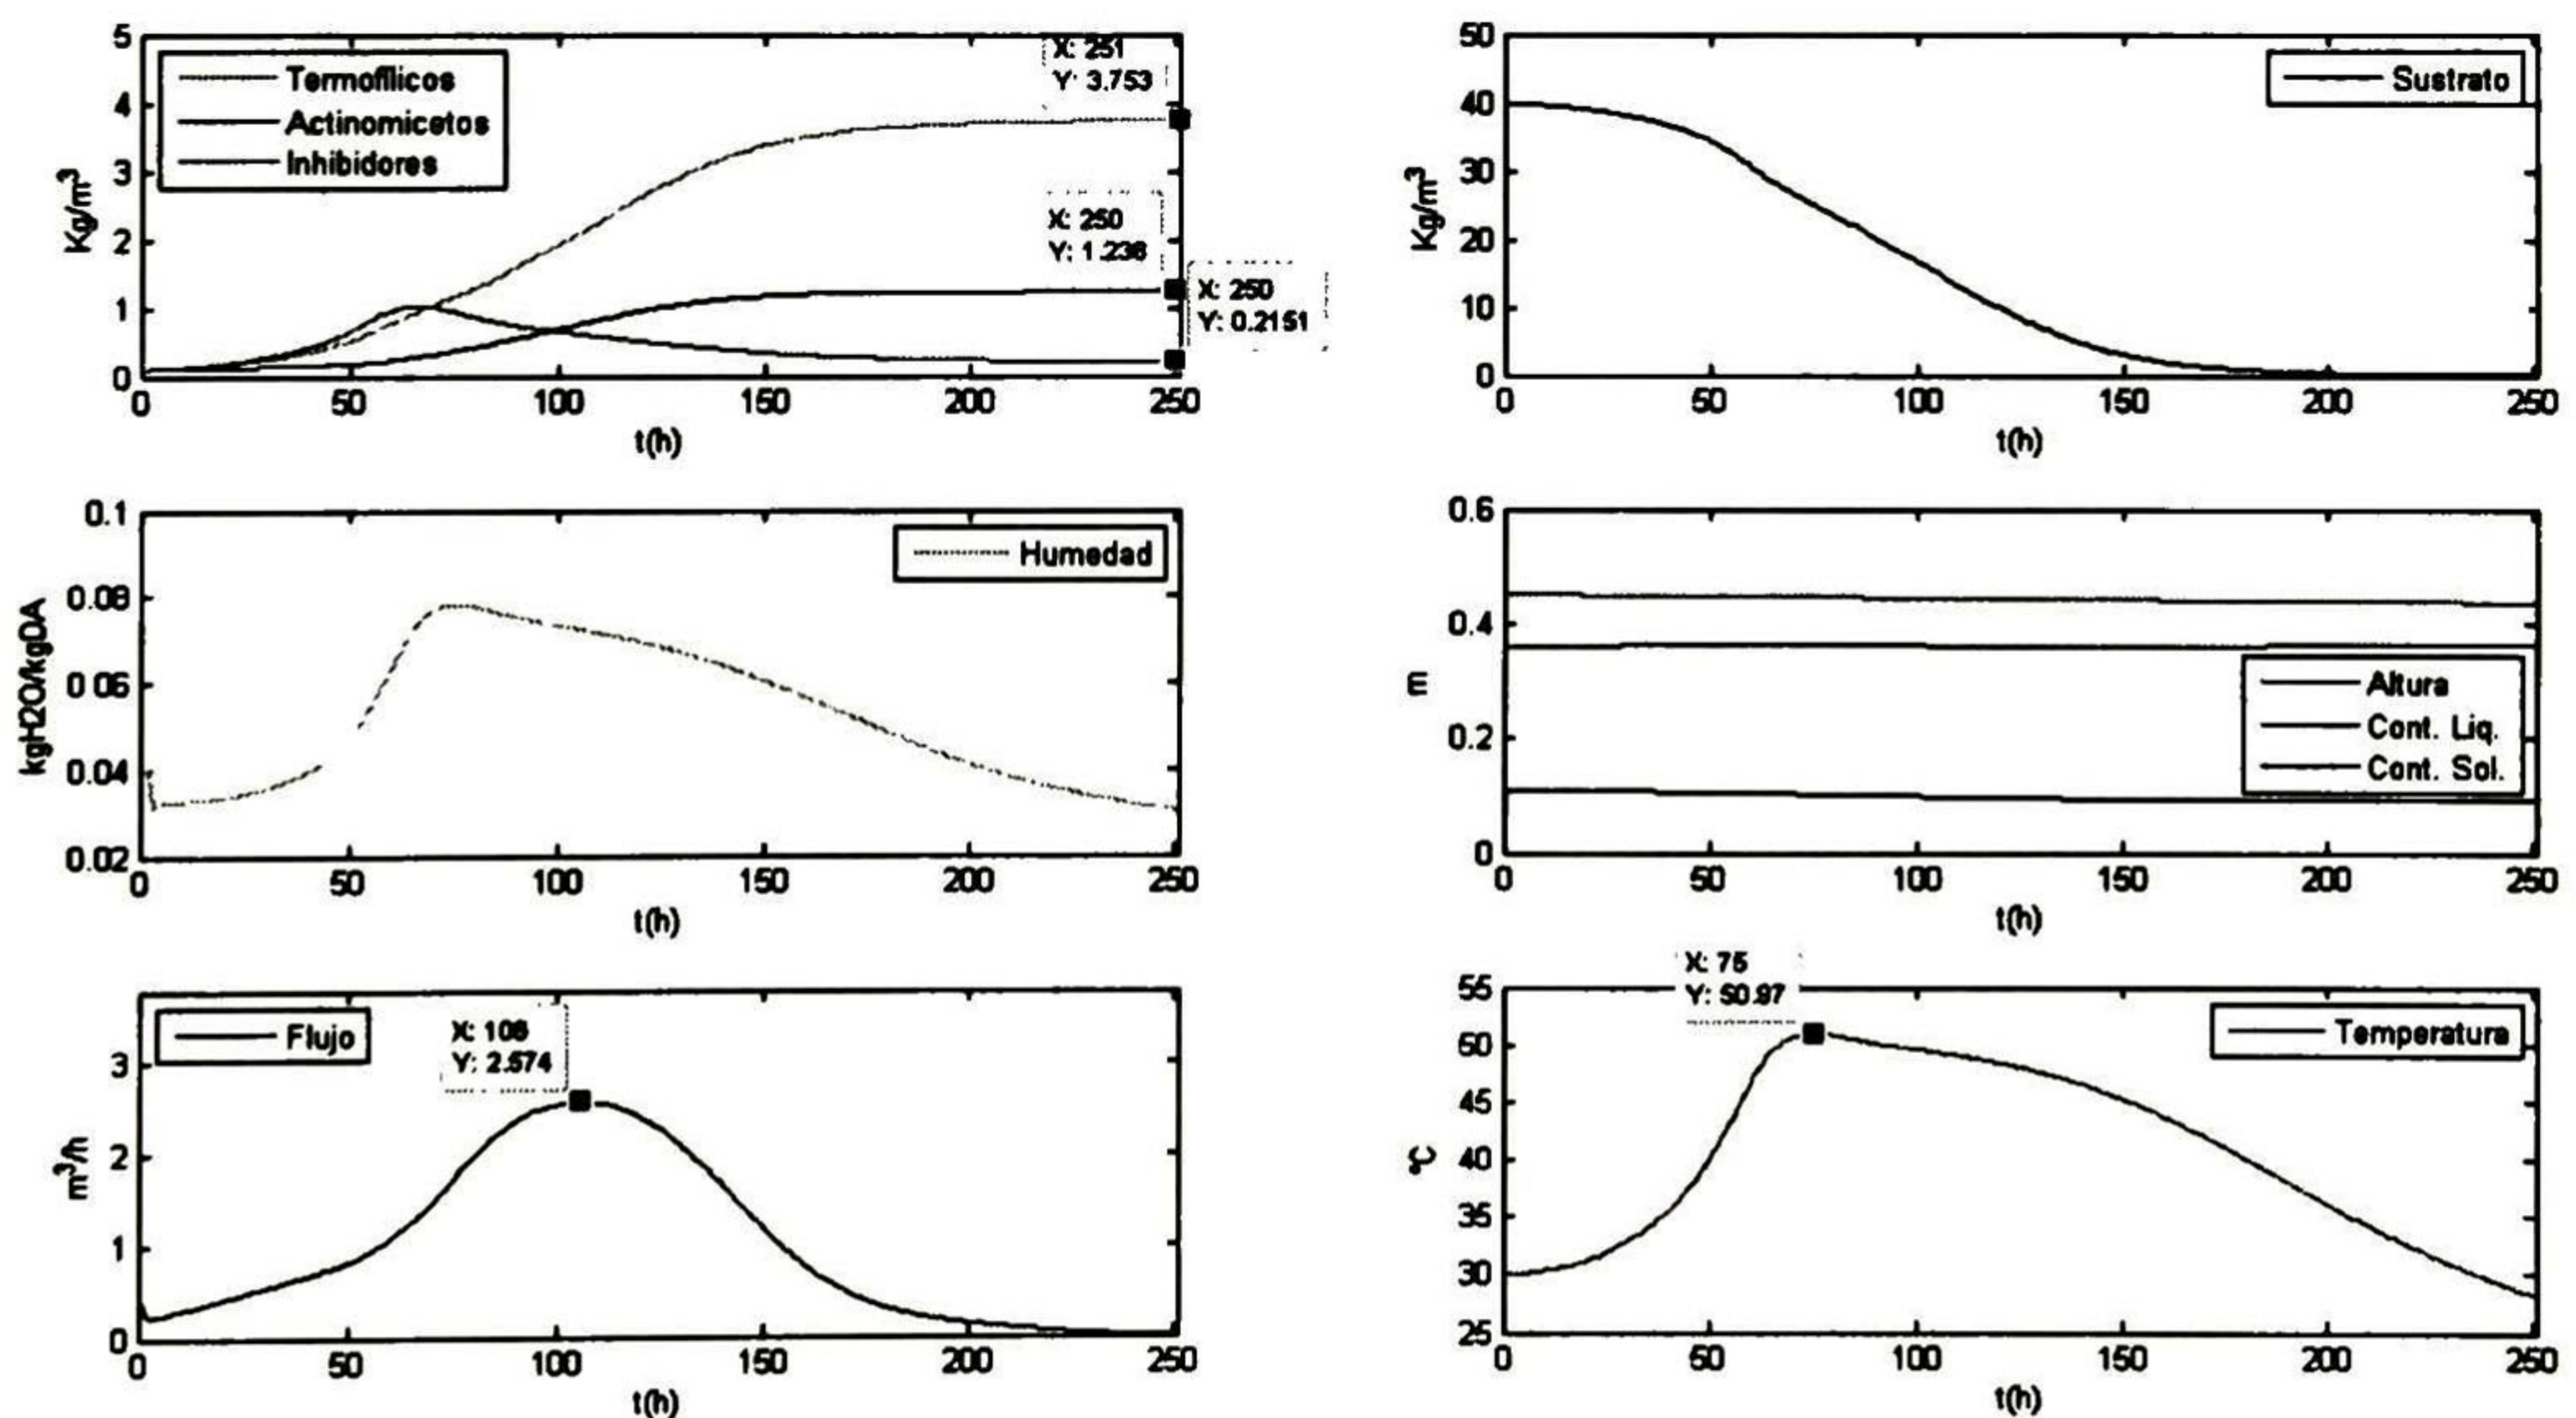 5
4
3
2
1
0
Kg/m³
Termofílicos
Actinomicetos
Inhibidores
X: 251
Y: 3.753
X: 250
Y: 1.236
X: 250
Y: 0.2151
0 50 100 150 200 250
t(h)
50
40
30
20
10
0
Kg/m³
Sustrato
0 50 100 150 200 250
t(h)
0.1
0.08
0.06
0.04
0.02
kgH2O/kgDA
Humedad
0 50 100 150 200 250
t(h)
0.6
0.4
0.2
0
m
Altura
Cont. Liq.
Cont. Sol.
0 50 100 150 200 250
t(h)
3
2
1
0
m³/h
Flujo
X: 106
Y: 2.574
0 50 100 150 200 250
t(h)
55
50
45
40
35
30
25
°C
X: 75
Y: 50.97
Temperatura
0 50 100 150 200 250
t(h)